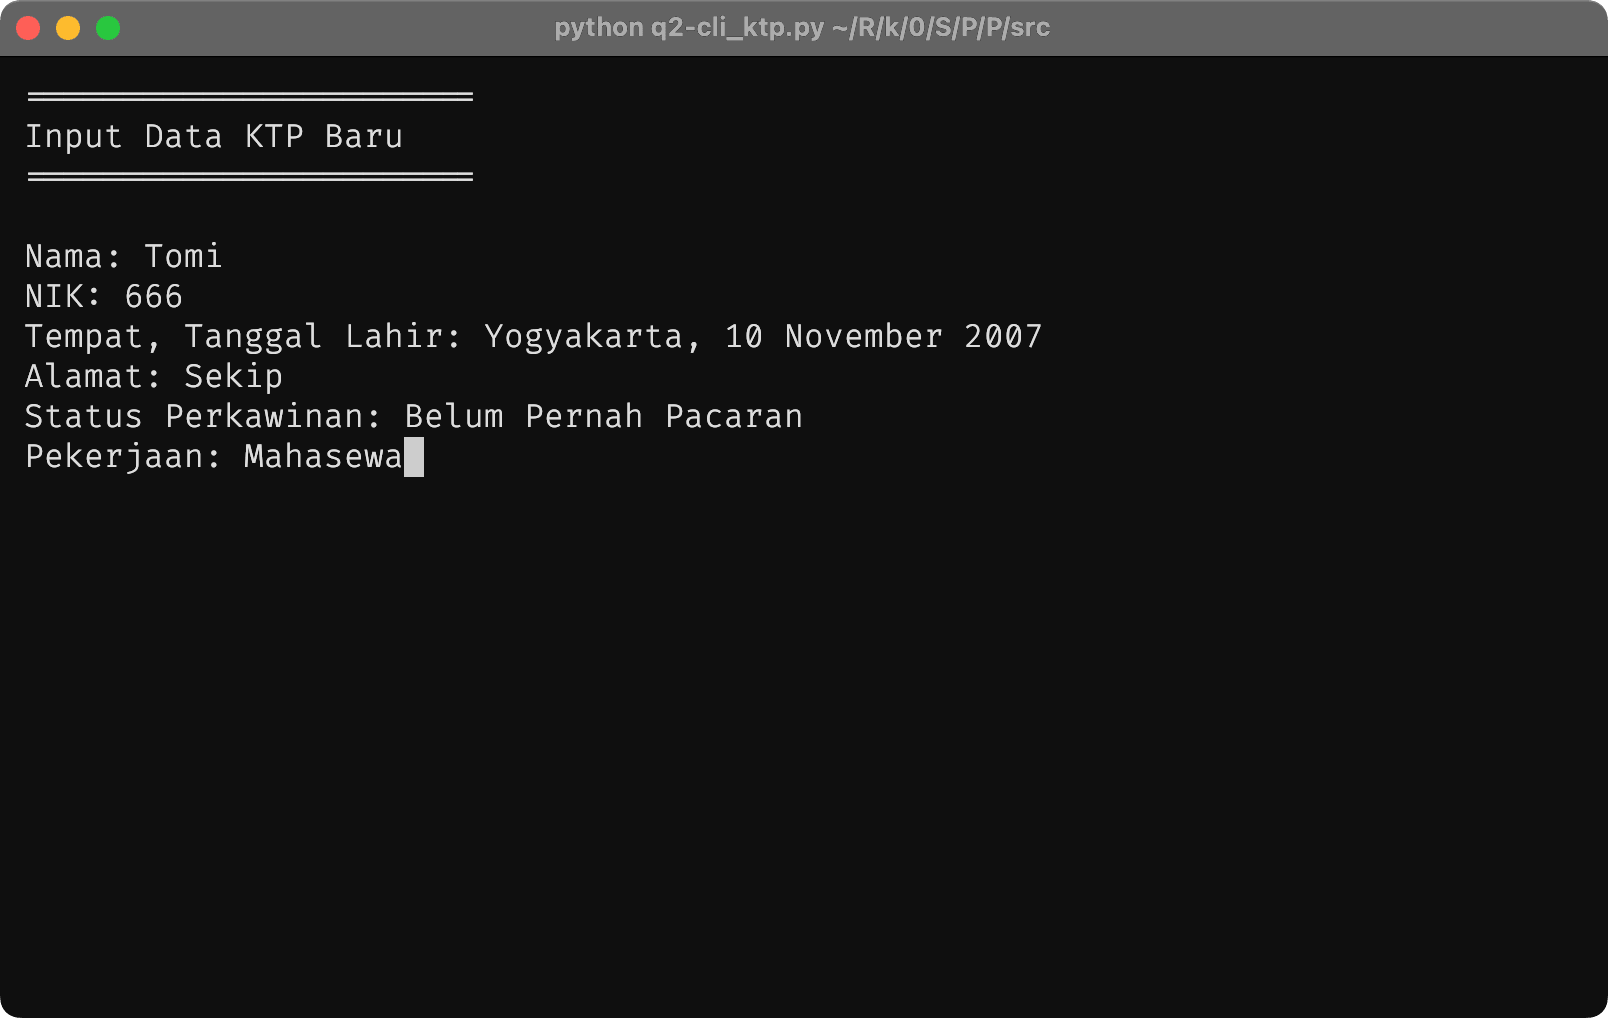 python q2-cli_ktp.py ~/R/k/0/S/P/P/src
======================
Input Data KTP Baru
======================
Nama: Tomi
NIK: 666
Tempat, Tanggal Lahir: Yogyakarta, 10 November 2007
Alamat: Sekip
Status Perkawinan: Belum Pernah Pacaran
Pekerjaan: Mahasewa